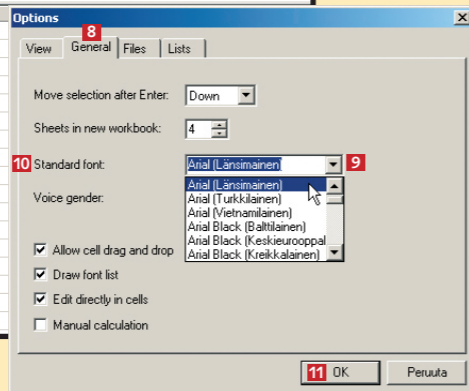 Options
8
View General Files Lists
Move selection after Enter: Down
Sheets in new workbook: 4
10 Standard font: Arial (Länsimainen) 9
Arial (Länsimainen)
Arial (Turkkilainen)
Voice gender:
Arial (Vietnamilainen)
Arial Black (Balttilainen)
Arial Black (Keskieurooppal
Arial Black (Kreikkalainen)
Allow cell drag and drop
Draw font list
Edit directly in cells
Manual calculation
11 OK Peruuta